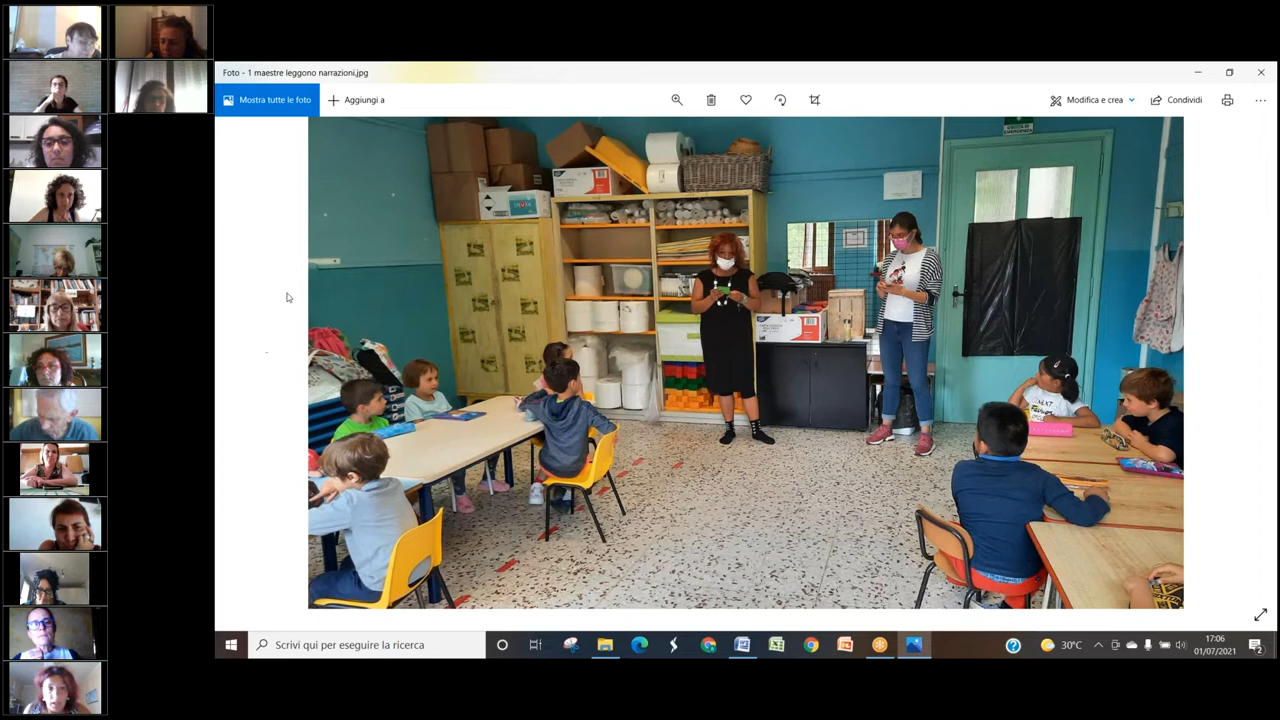 Foto - 1 maestre leggono narrazioni.jpg
Mostra tutte le foto
Aggiungi a
Modifica e crea
Condividi
Scrivi qui per eseguire la ricerca
30°C
17:06
01/07/2021
2